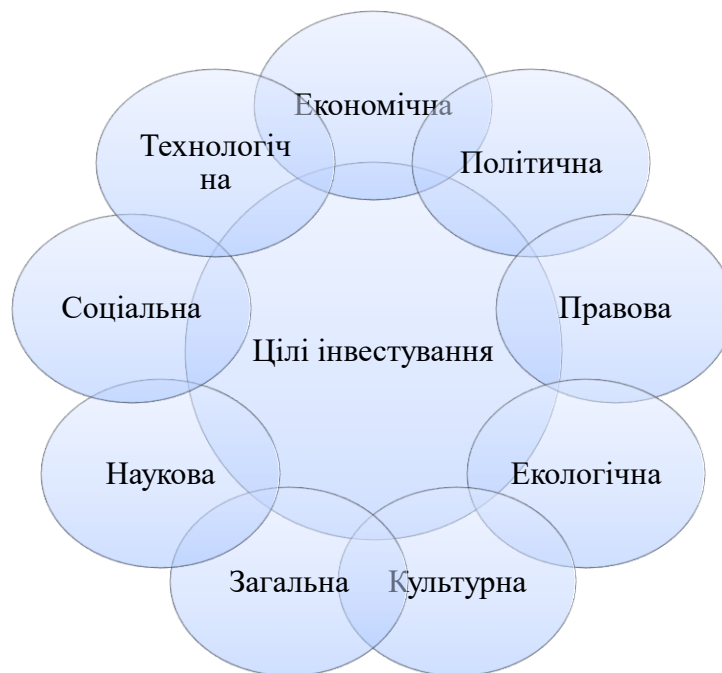 Економічна
Політична
Правова
Екологічна
Культурна
Загальна
Наукова
Соціальна
Технологіч
на
Цілі інвестування